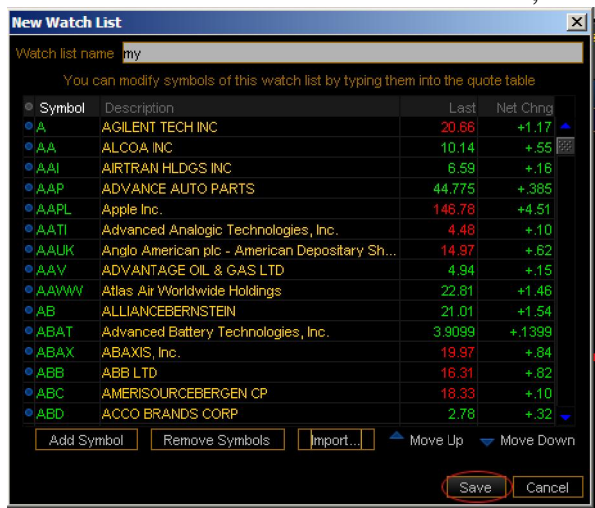 New Watch List
Watch list name my
You can modify symbols of this watch list by typing them into the quote table
Symbol Description Last Net Chng
A AGILENT TECH INC 20.66 +1.17
AA ALCOA INC 10.14 +.55
AAI AIRTRAN HLDGS INC 6.59 +.16
AAP ADVANCE AUTO PARTS 44.775 +.385
AAPL Apple Inc. 146.78 +4.51
AATI Advanced Analogic Technologies, Inc. 4.48 +.10
AAUK Anglo American plc - American Depositary Sh... 14.97 +.62
AAV ADVANTAGE OIL & GAS LTD 4.94 +.15
AAWW Atlas Air Worldwide Holdings 22.81 +1.46
AB ALLIANCEBERNSTEIN 21.01 +1.54
ABAT Advanced Battery Technologies, Inc. 3.9099 +.1399
ABAX ABAXIS, Inc. 19.97 +.84
ABB ABB LTD 16.31 +.82
ABC AMERISOURCEBERGEN CP 18.33 +.10
ABD ACCO BRANDS CORP 2.78 +.32
Add Symbol Remove Symbols Import... Move Up Move Down
Save Cancel